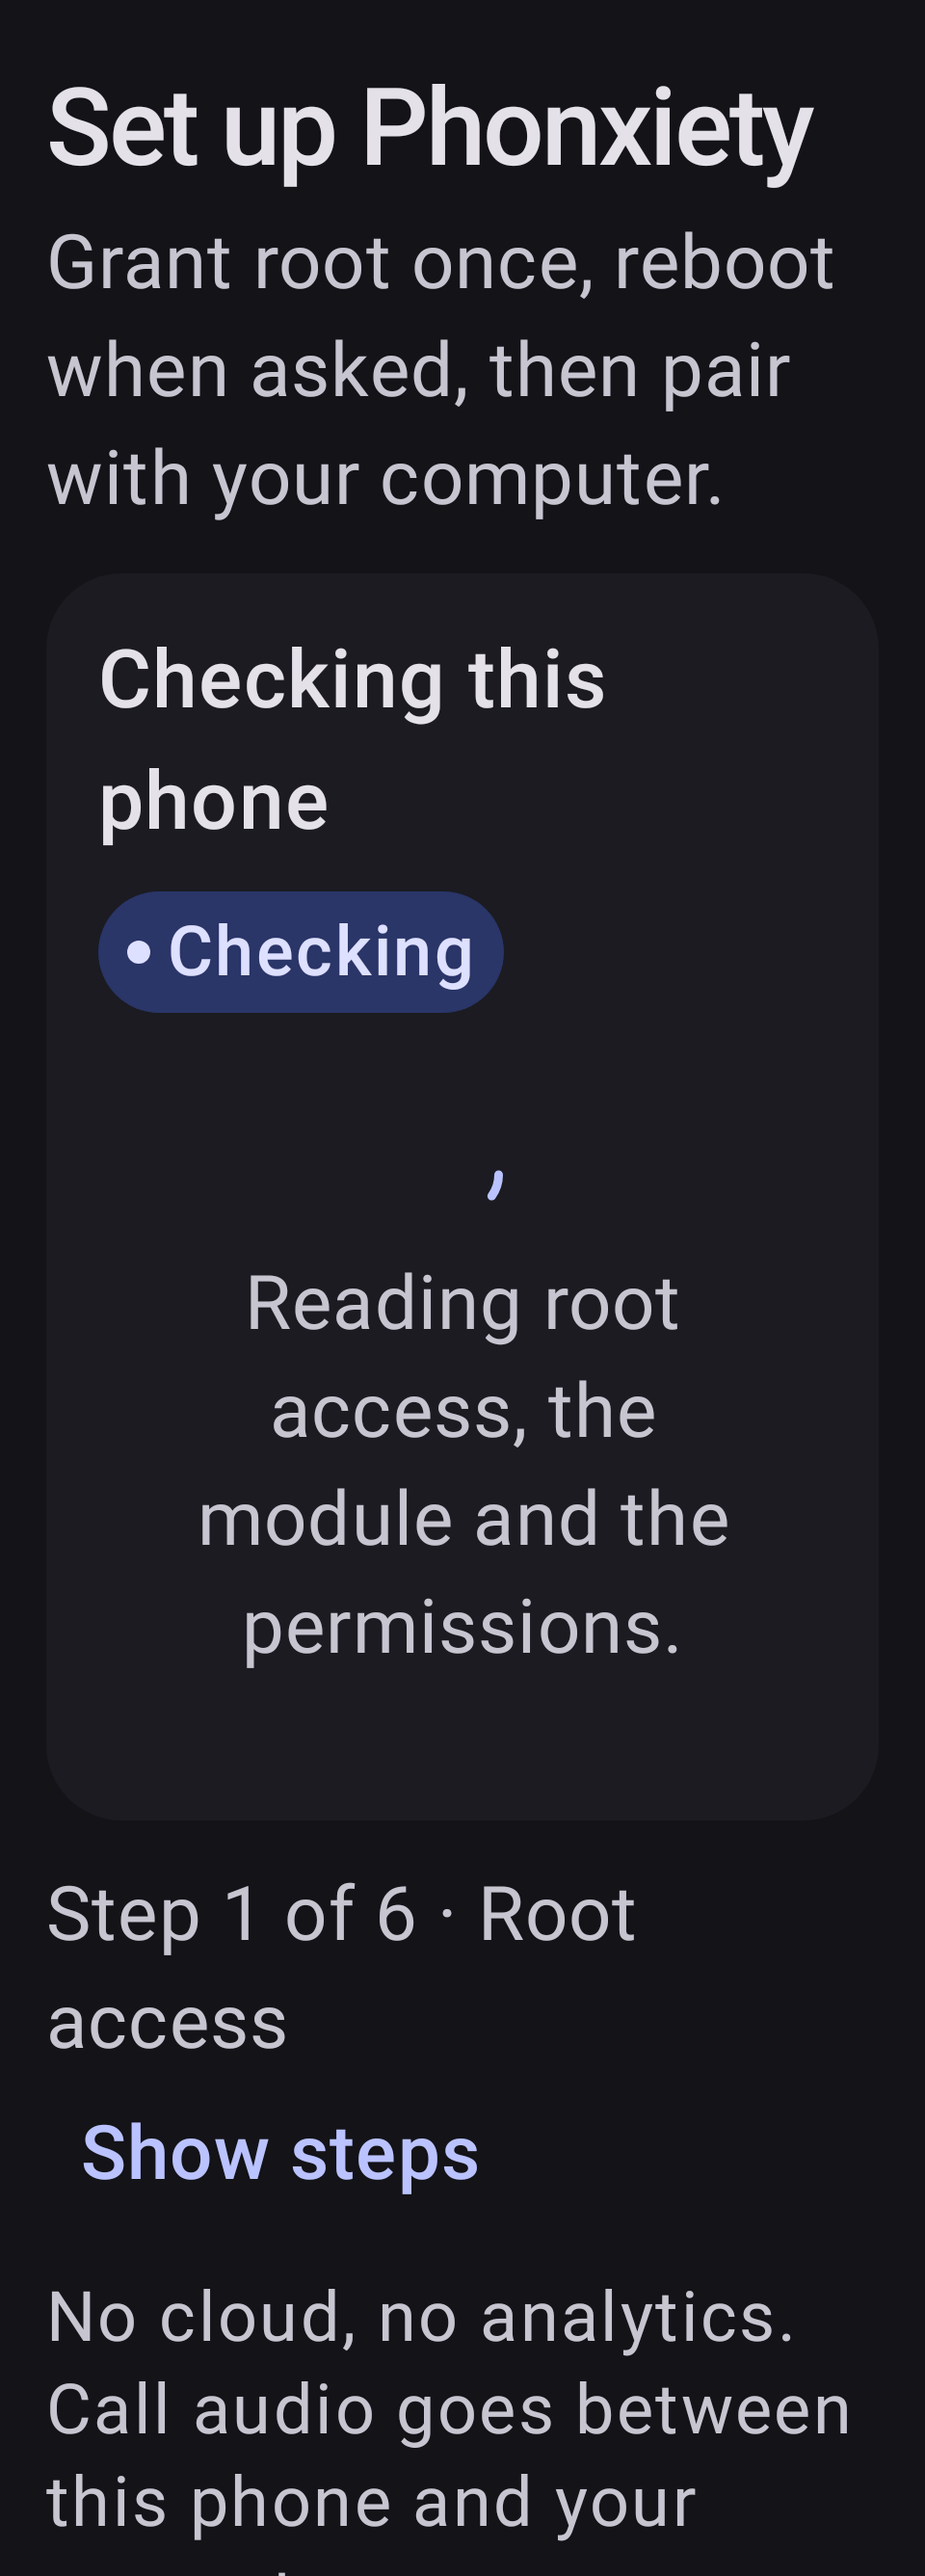 Set up Phonxiety
Grant root once, reboot
when asked, then pair
with your computer.
Checking this
phone
• Checking
Reading root
access, the
module and the
permissions.
Step 1 of 6 · Root
access
Show steps
No cloud, no analytics.
Call audio goes between
this phone and your